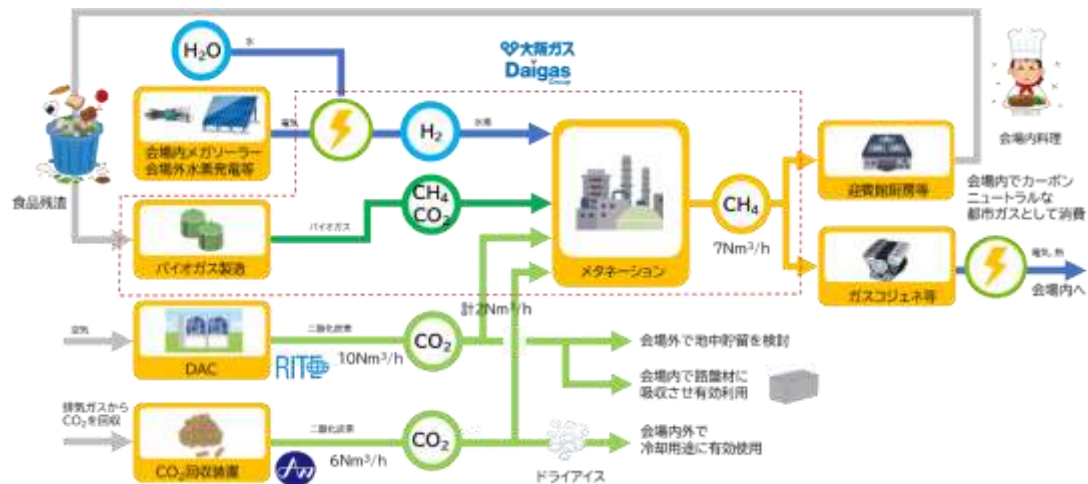 H₂O
水
大阪ガス
Daigas
Group
食品残渣
会場内メガソーラー
会場外水素発電等
電気
H₂
水素
バイオガス製造
バイオガス
CH₄
CO₂
メタネーション
CH₄
7Nm³/h
迎賓館厨房等
会場内料理
会場内でカーボン
ニュートラルな
都市ガスとして消費
ガスコジェネ等
電気、熱
会場内へ
計2Nm³/h
空気
DAC
RITE
二酸化炭素
10Nm³/h
CO₂
会場外で地中貯留を検討
会場内で路盤材に
吸収させ有効利用
排気ガスから
CO₂を回収
CO₂回収装置
二酸化炭素
6Nm³/h
CO₂
ドライアイス
会場内外で
冷却用途に有効使用